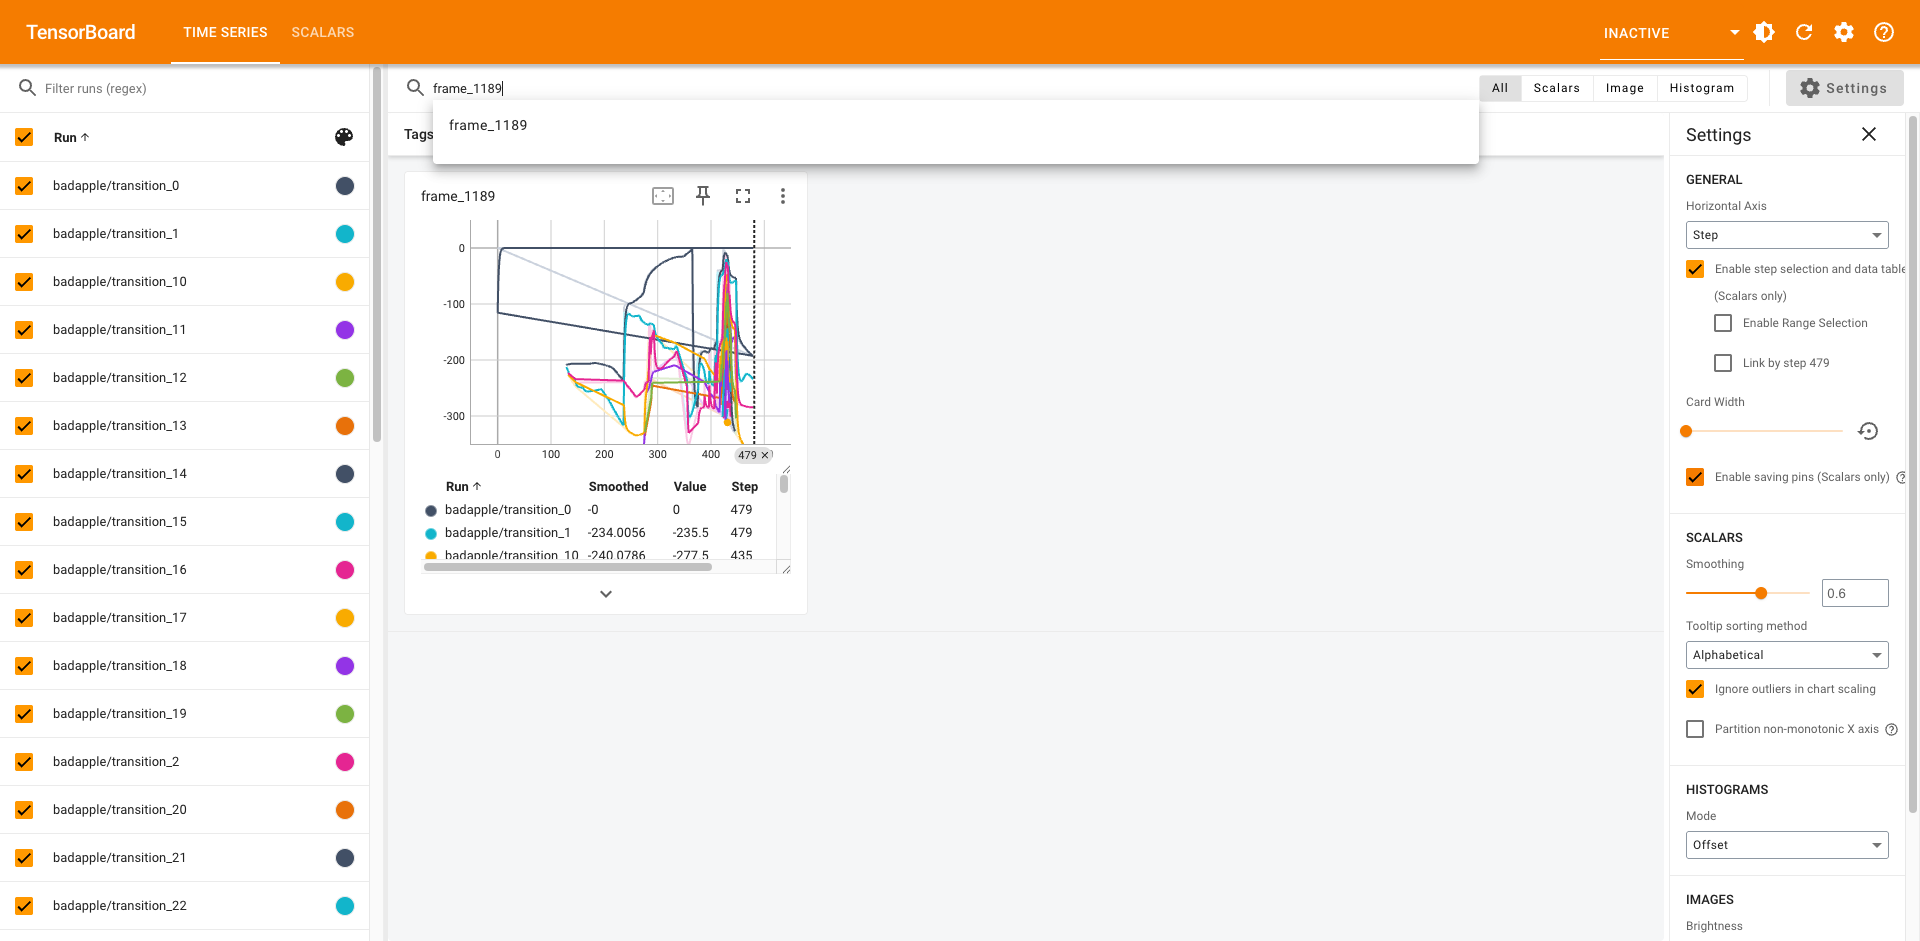 TensorBoard TIME SERIES SCALARS INACTIVE
Filter runs (regex)
frame_1189
All Scalars Image Histogram
Settings
frame_1189
Run
Tags
Settings
badapple/transition_0
badapple/transition_1
badapple/transition_10
badapple/transition_11
badapple/transition_12
badapple/transition_13
badapple/transition_14
badapple/transition_15
badapple/transition_16
badapple/transition_17
badapple/transition_18
badapple/transition_19
badapple/transition_2
badapple/transition_20
badapple/transition_21
badapple/transition_22
frame_1189
0
-100
-200
-300
0 100 200 300 400 479
Run Smoothed Value Step
badapple/transition_0 -0 0 479
badapple/transition_1 -234.0056 -235.5 479
badapple/transition_10 -240.0786 -277.5 435
GENERAL
Horizontal Axis
Step
Enable step selection and data table
(Scalars only)
Enable Range Selection
Link by step 479
Card Width
Enable saving pins (Scalars only)
SCALARS
Smoothing
0.6
Tooltip sorting method
Alphabetical
Ignore outliers in chart scaling
Partition non-monotonic X axis
HISTOGRAMS
Mode
Offset
IMAGES
Brightness